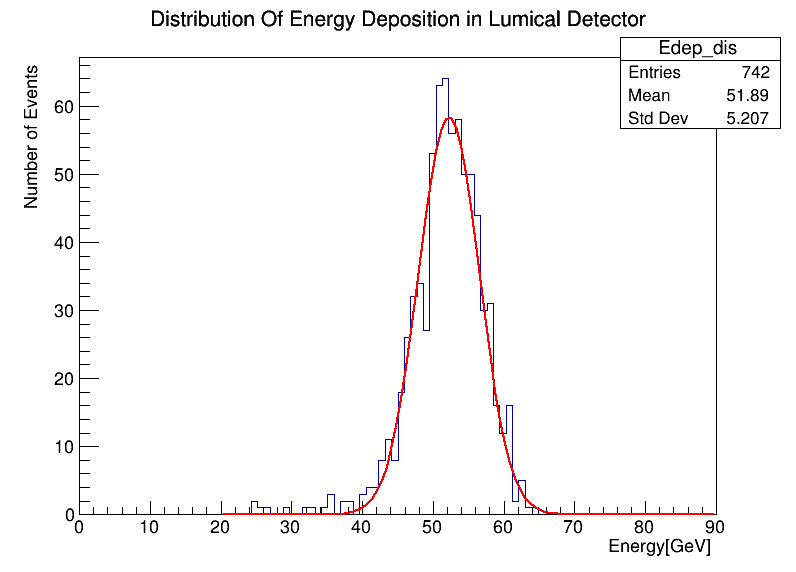 Distribution Of Energy Deposition in Lumical Detector
Edep_dis
Entries 742
Mean 51.89
Std Dev 5.207
Number of Events
60
50
40
30
20
10
0
0 10 20 30 40 50 60 70 80 90
Energy[GeV]